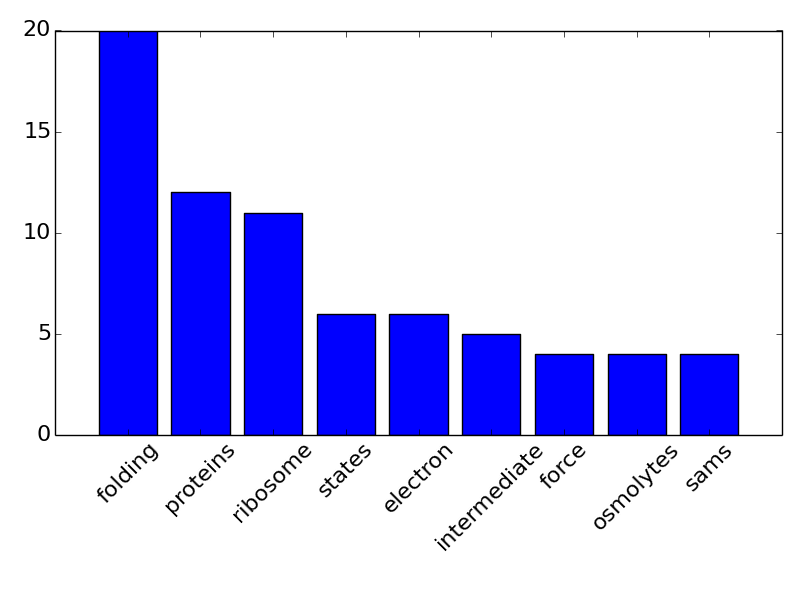 20
15
10
5
0
folding
proteins
ribosome
states
electron
intermediate
force
osmolytes
sams